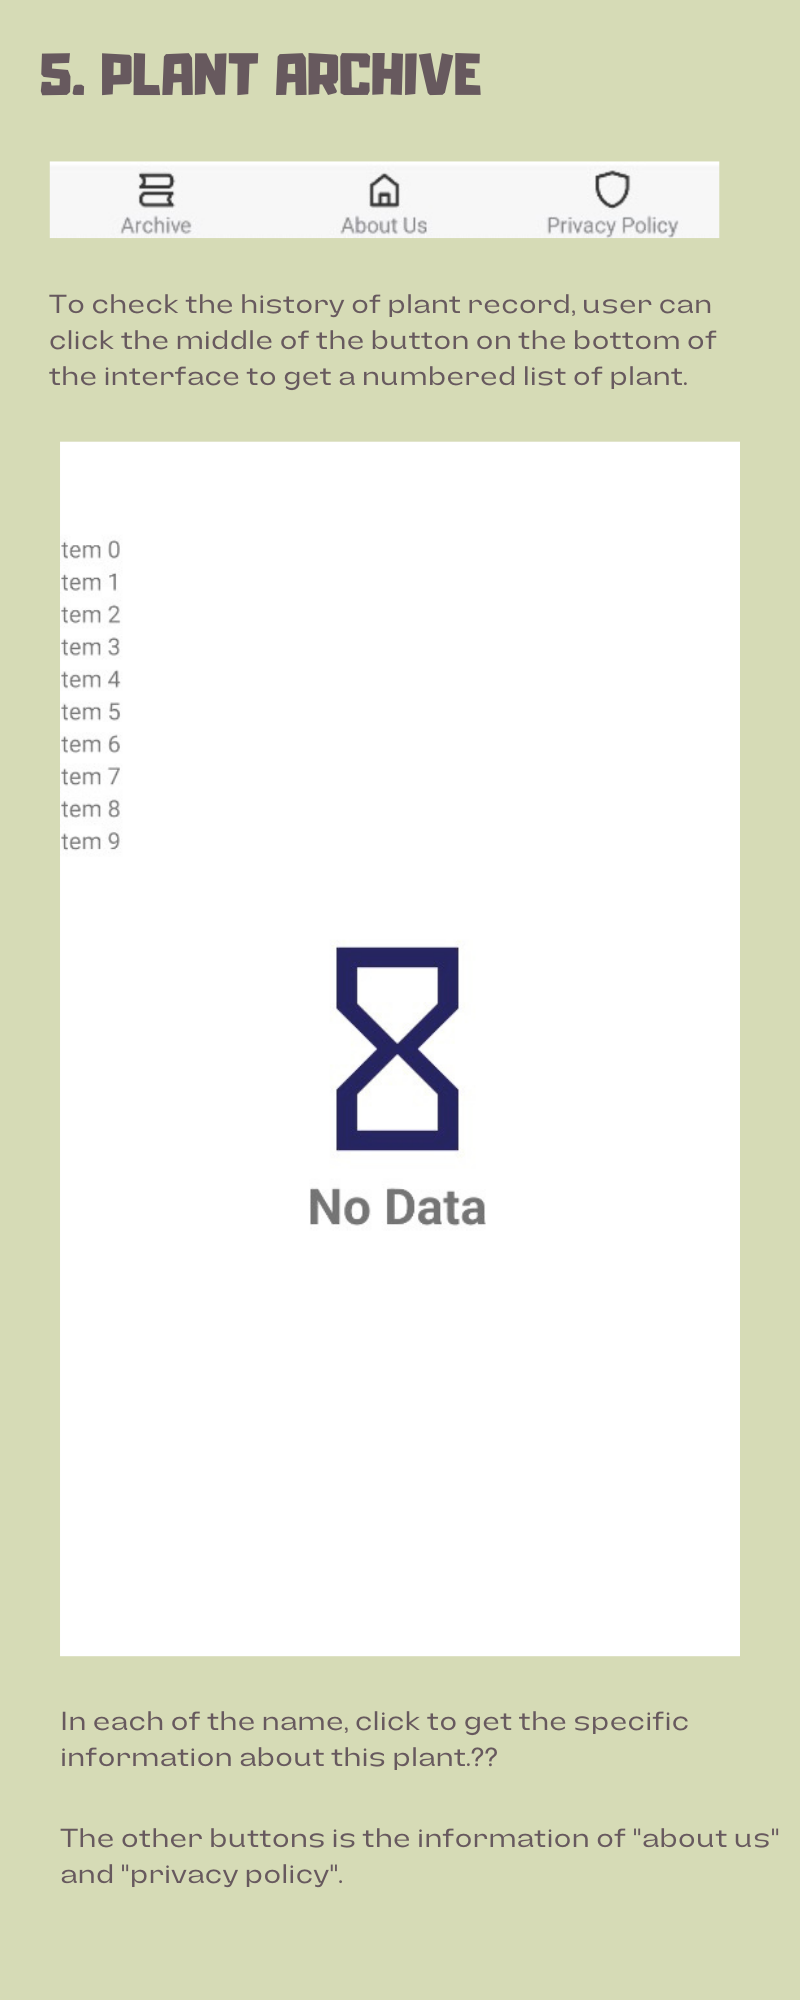 5. PLANT ARCHIVE
Archive About Us Privacy Policy
To check the history of plant record, user can
click the middle of the button on the bottom of
the interface to get a numbered list of plant.
tem 0
tem 1
tem 2
tem 3
tem 4
tem 5
tem 6
tem 7
tem 8
tem 9
No Data
In each of the name, click to get the specific
information about this plant.??
The other buttons is the information of "about us"
and "privacy policy".